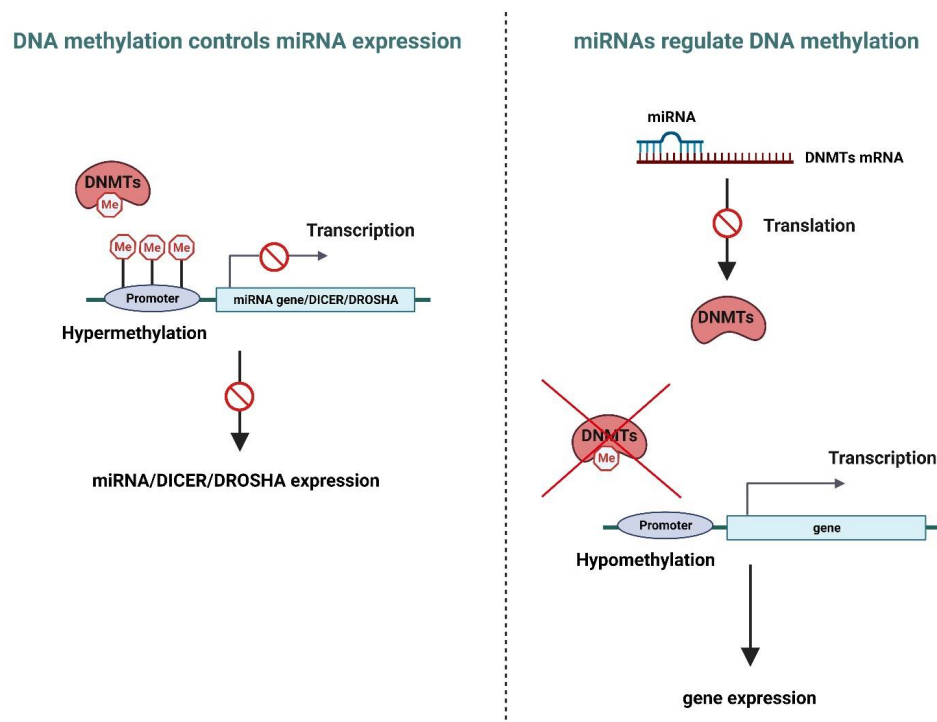 DNA methylation controls miRNA expression
DNMTs
Me
Me
Me
Me
Transcription
Promoter
miRNA gene/DICER/DROSHA
Hypermethylation
miRNA/DICER/DROSHA expression
miRNAs regulate DNA methylation
miRNA
DNMTs mRNA
Translation
DNMTs
DNMTs
Me
Transcription
Promoter
gene
Hypomethylation
gene expression